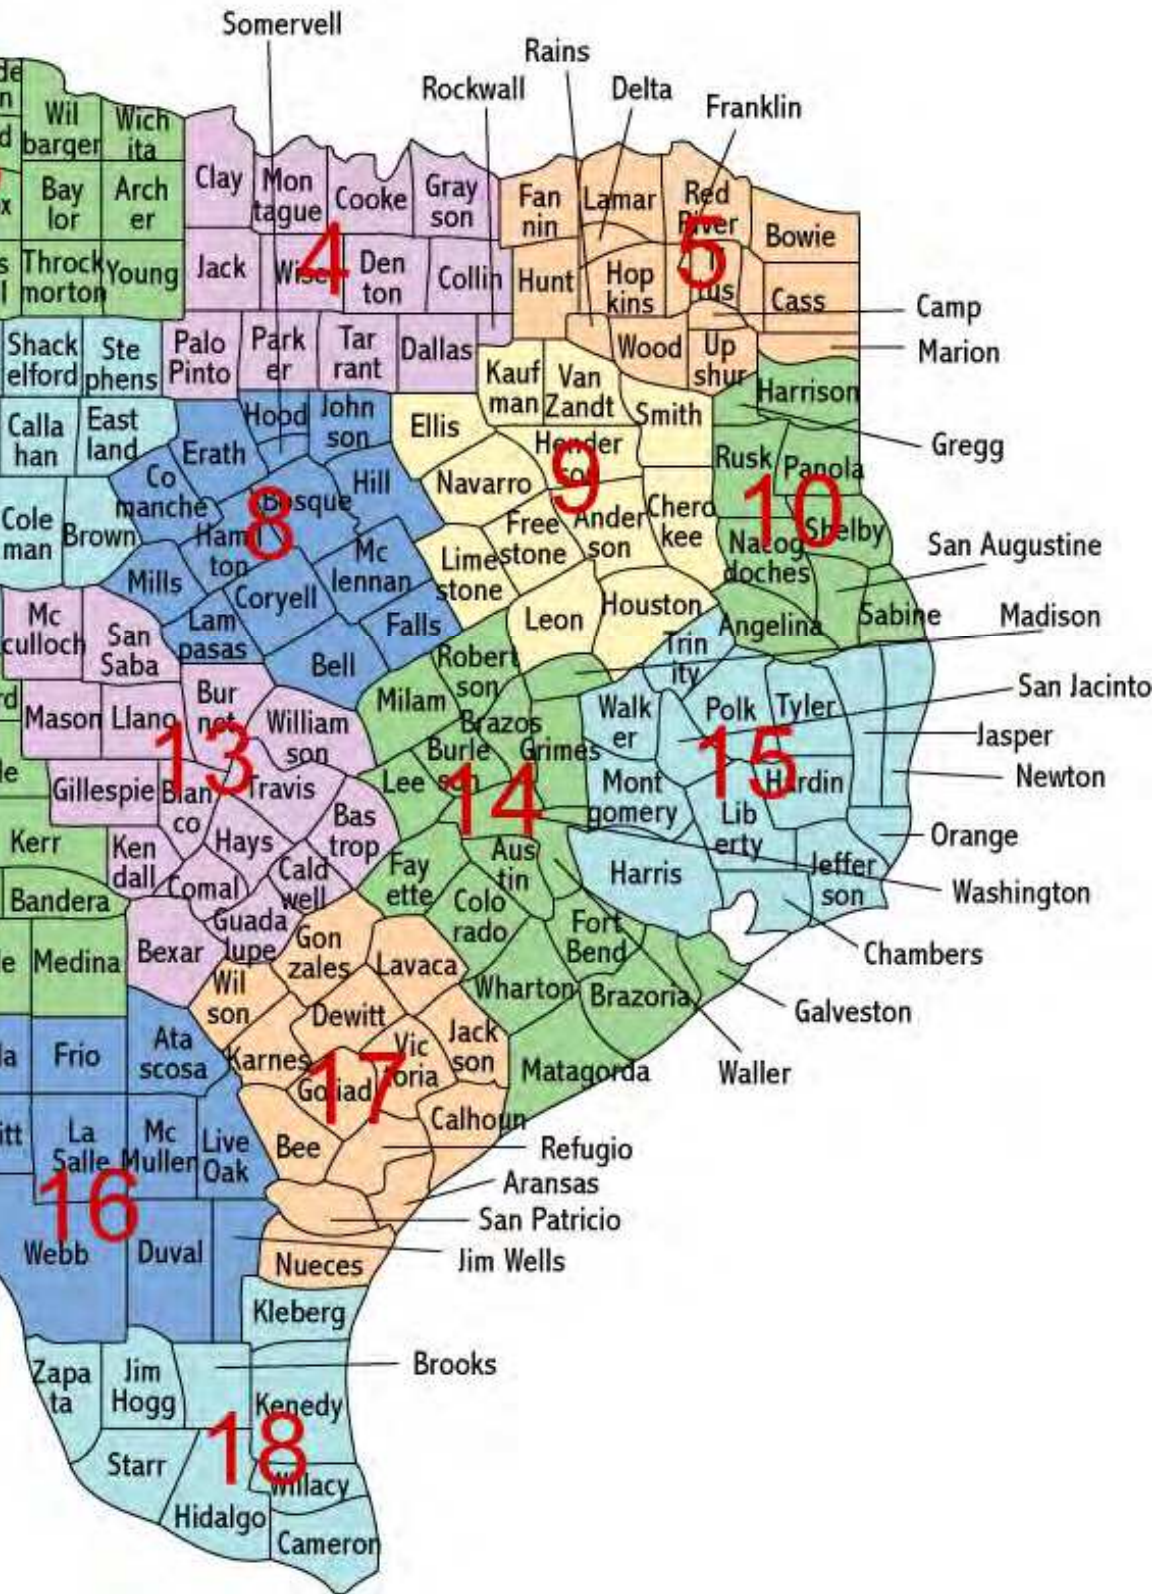 Somervell
Rains
Rockwall
Delta
Franklin
Wil
barger
Wich
ita
Clay
Mon
tague
Cooke
Gray
son
Fan
nin
Lamar
Red
River
Bowie
Bay
lor
Arch
er
4
5
Throck
morton
Young
Jack
Wise
Den
ton
Collin
Hunt
Hop
kins
Ti
tus
Cass
Camp
Marion
Shack
elford
Ste
phens
Palo
Pinto
Park
er
Tar
rant
Dallas
Kauf
man
Van
Zandt
Wood
Up
shur
Harrison
Gregg
Calla
han
East
land
Erath
Hood
John
son
Ellis
Hender
son
Smith
Rusk
Panola
Cole
man
Brown
Co
manche
Bosque
Hill
Navarro
9
10
8
Ham il
ton
Mc
lennan
Free
stone
Ander
son
Chero
kee
Nacog
doches
Shelby
San Augustine
Mills
Coryell
Lime
stone
Lam
pasas
Falls
Leon
Houston
Angelina
Sabine
Madison
Mc
culloch
San
Saba
Bell
Robert
son
Trin
ity
San Jacinto
Mason
Llano
Bur
net
William
son
Milam
Brazos
Walk
er
Polk
Tyler
Jasper
Newton
13
14
15
Gillespie
Blan
co
Travis
Lee
Burle
son
Grimes
Mont
gomery
Lib
erty
Hardin
Orange
Kerr
Ken
dall
Hays
Bas
trop
Fay
ette
Aus
tin
Harris
Jeffer
son
Washington
Bandera
Comal
Cald
well
Colo
rado
Fort
Bend
Chambers
Medina
Bexar
Guada
lupe
Gon
zales
Lavaca
Wharton
Brazoria
Galveston
Wil
son
Dewitt
Jack
son
Matagorda
Waller
Frio
Ata
scosa
Karnes
Goliad
Vic
toria
17
Calhoun
La
Salle
Mc
Mullen
Live
Oak
Bee
Refugio
Aransas
San Patricio
Jim Wells
16
Webb
Duval
Nueces
Kleberg
Zapa
ta
Jim
Hogg
Brooks
Kenedy
18
Starr
Hidalgo
Willacy
Cameron